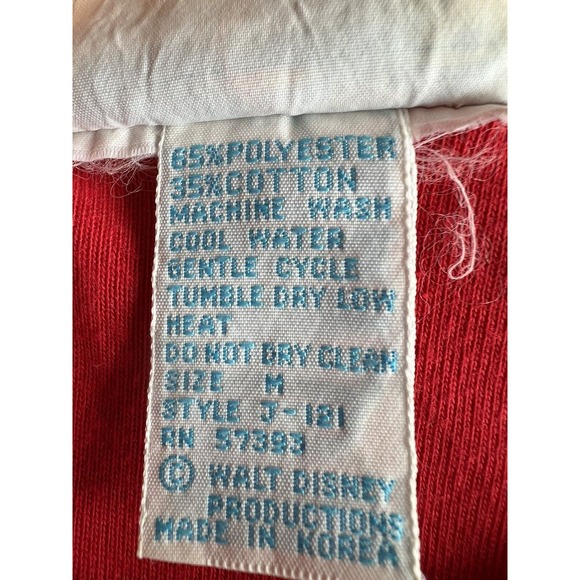 65%POLYESTER
35%COTTON
MACHINE WASH
COOL WATER
GENTLE CYCLE
TUMBLE DRY LOW
HEAT
DO NOT DRY CLEAN
SIZE M
STYLE J-181
RN 57393
© WALT DISNEY
PRODUCTIONS
MADE IN KOREA